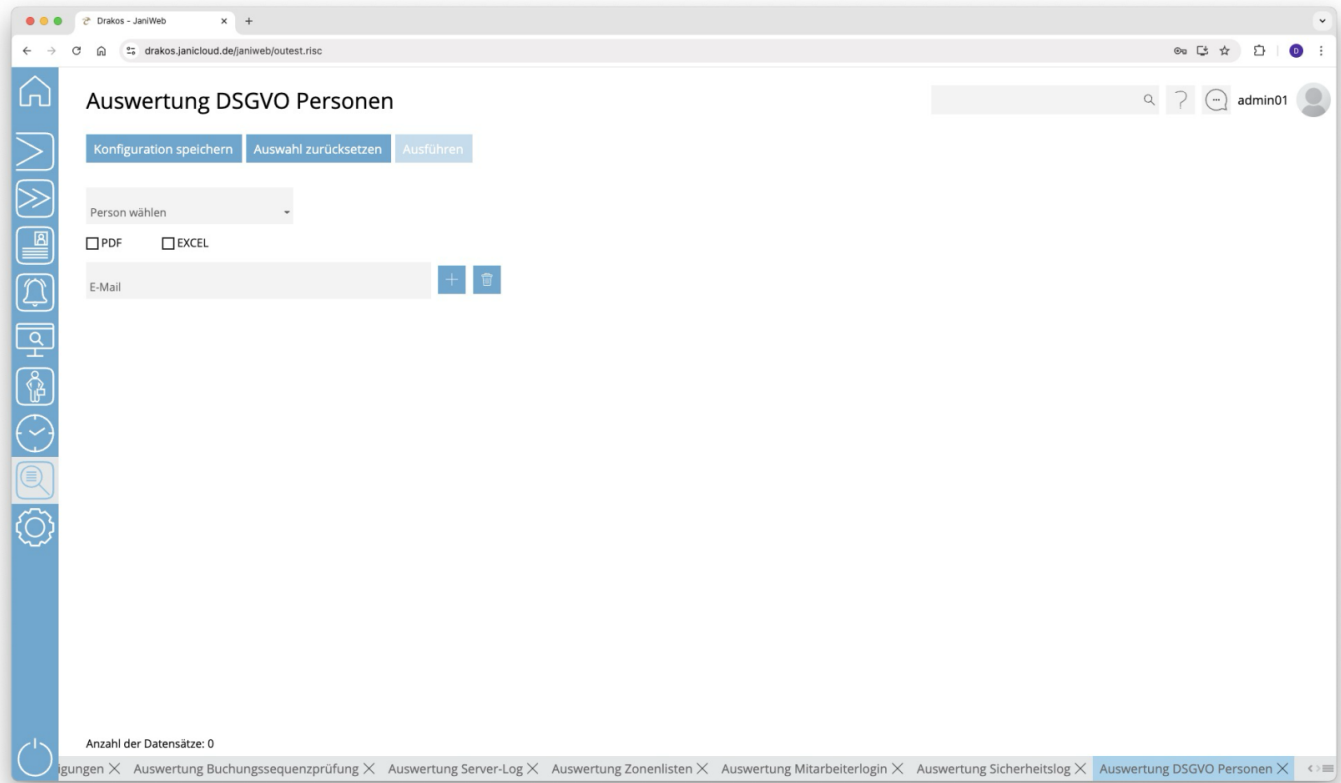 Drakos - JaniWeb
drakos.janicloud.de/janiweb/outest.risc
D
Auswertung DSGVO Personen
admin01
Konfiguration speichern Auswahl zurücksetzen Ausführen
Person wählen
PDF EXCEL
E-Mail
Anzahl der Datensätze: 0
igungen Auswertung Buchungssequenzprüfung Auswertung Server-Log Auswertung Zonenlisten Auswertung Mitarbeiterlogin Auswertung Sicherheitslog Auswertung DSGVO Personen